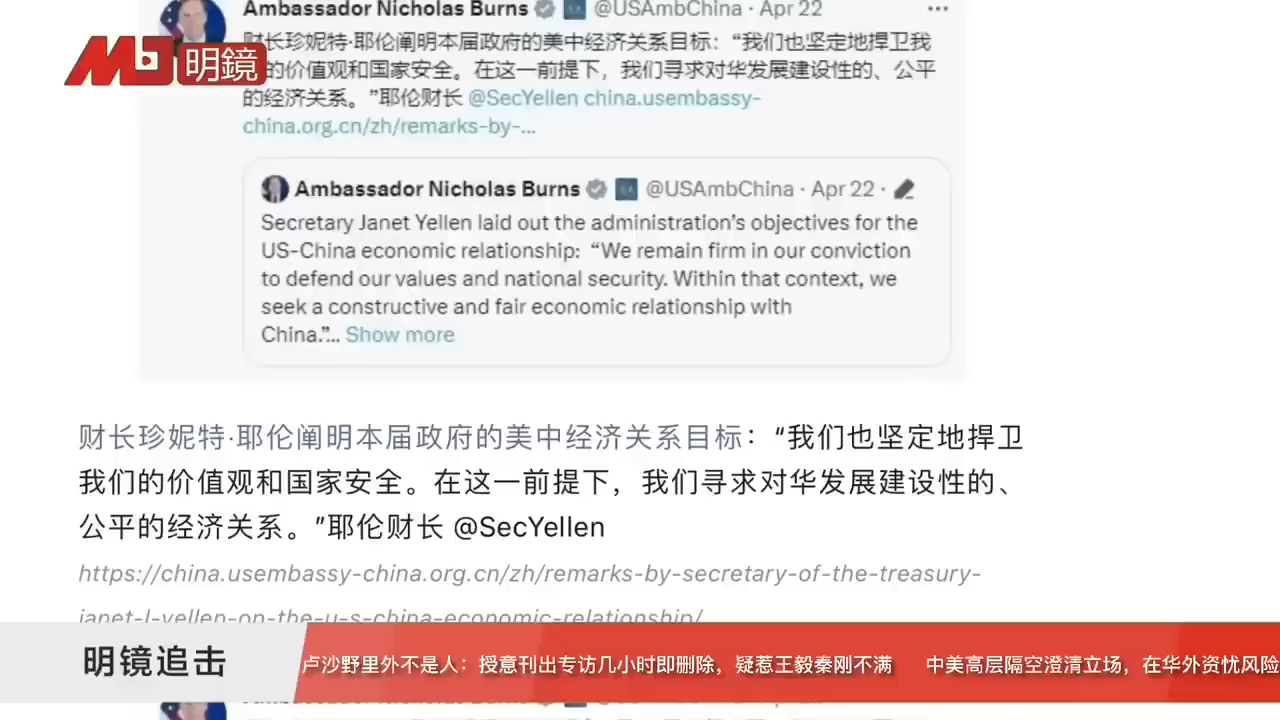 Ambassador Nicholas Burns @USAmbChina · Apr 22 ...
M 明鏡
财长珍妮特·耶伦阐明本届政府的美中经济关系目标：“我们也坚定地捍卫我
的价值观和国家安全。在这一前提下，我们寻求对华发展建设性的、公平
的经济关系。”耶伦财长 @SecYellen china.usembassy-
china.org.cn/zh/remarks-by-...
Ambassador Nicholas Burns @USAmbChina · Apr 22 ·
Secretary Janet Yellen laid out the administration’s objectives for the
US-China economic relationship: “We remain firm in our conviction
to defend our values and national security. Within that context, we
seek a constructive and fair economic relationship with
China.”... Show more
财长珍妮特·耶伦阐明本届政府的美中经济关系目标：“我们也坚定地捍卫
我们的价值观和国家安全。在这一前提下，我们寻求对华发展建设性的、
公平的经济关系。”耶伦财长 @SecYellen
https://china.usembassy-china.org.cn/zh/remarks-by-secretary-of-the-treasury-
janet-l-yellen-on-the-u-s-china-economic-relationship/
明镜追击
卢沙野里外不是人：授意刊出专访几小时即删除，疑惹王毅秦刚不满 中美高层隔空澄清立场，在华外资忧风险